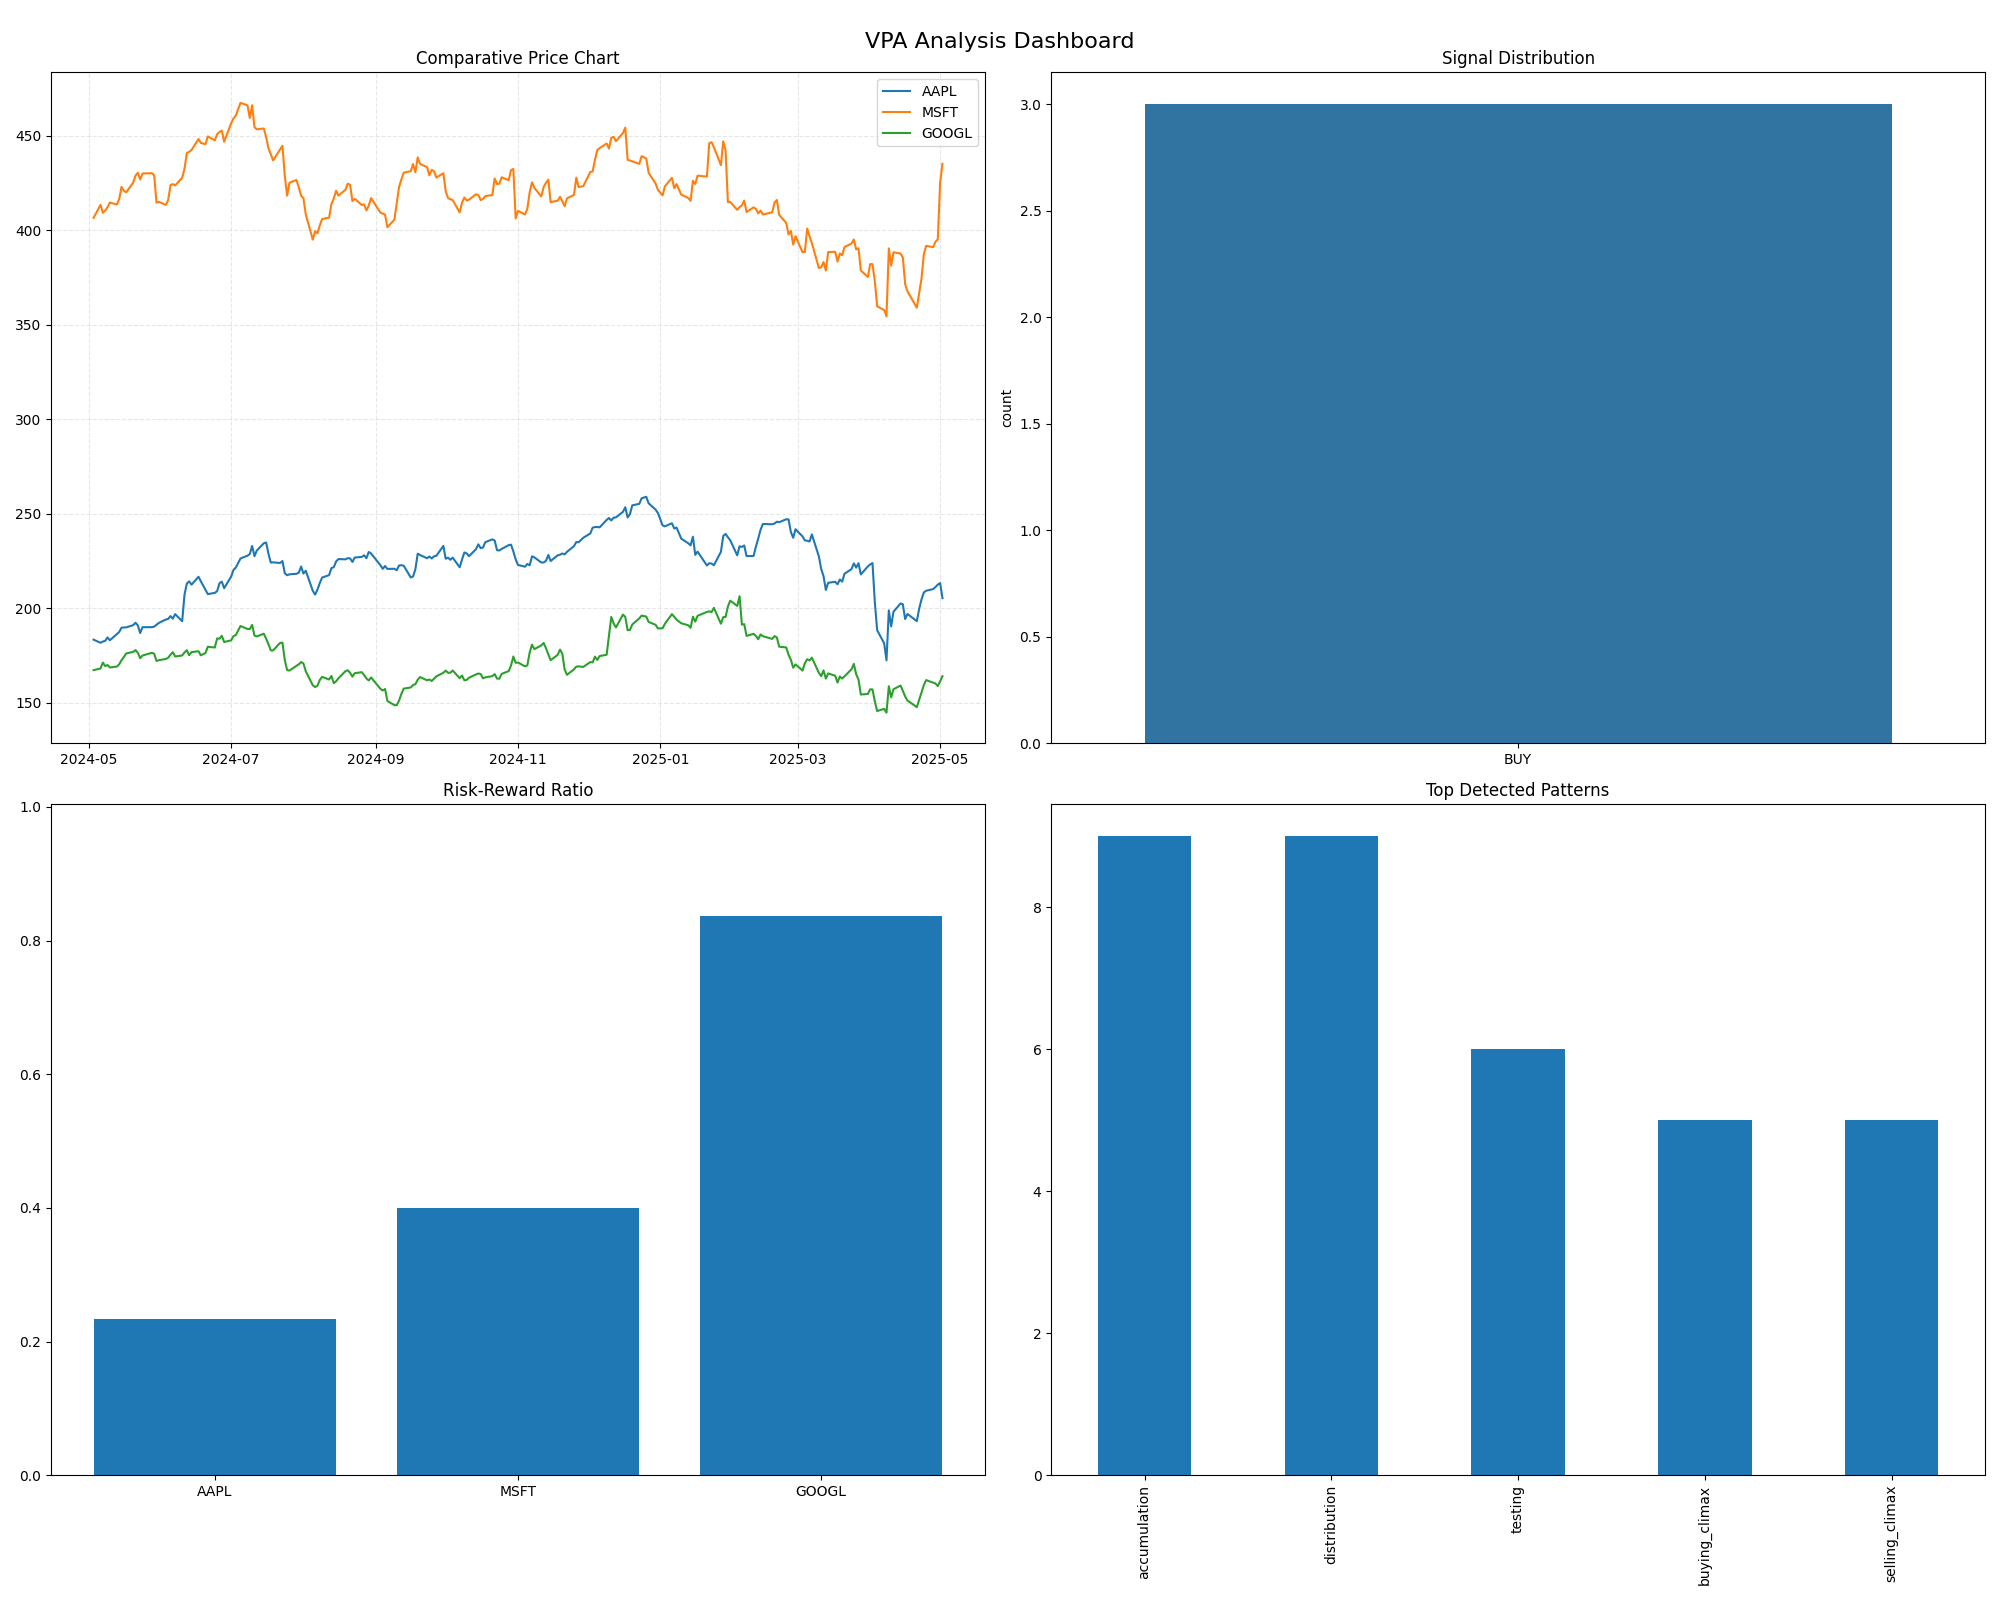 VPA Analysis Dashboard
Comparative Price Chart
AAPL
MSFT
GOOGL
450
400
350
300
250
200
150
2024-05 2024-07 2024-09 2024-11 2025-01 2025-03 2025-05
Signal Distribution
count
3.0
2.5
2.0
1.5
1.0
0.5
0.0
BUY
Risk-Reward Ratio
1.0
0.8
0.6
0.4
0.2
0.0
AAPL MSFT GOOGL
Top Detected Patterns
8
6
4
2
0
accumulation
distribution
testing
buying_climax
selling_climax